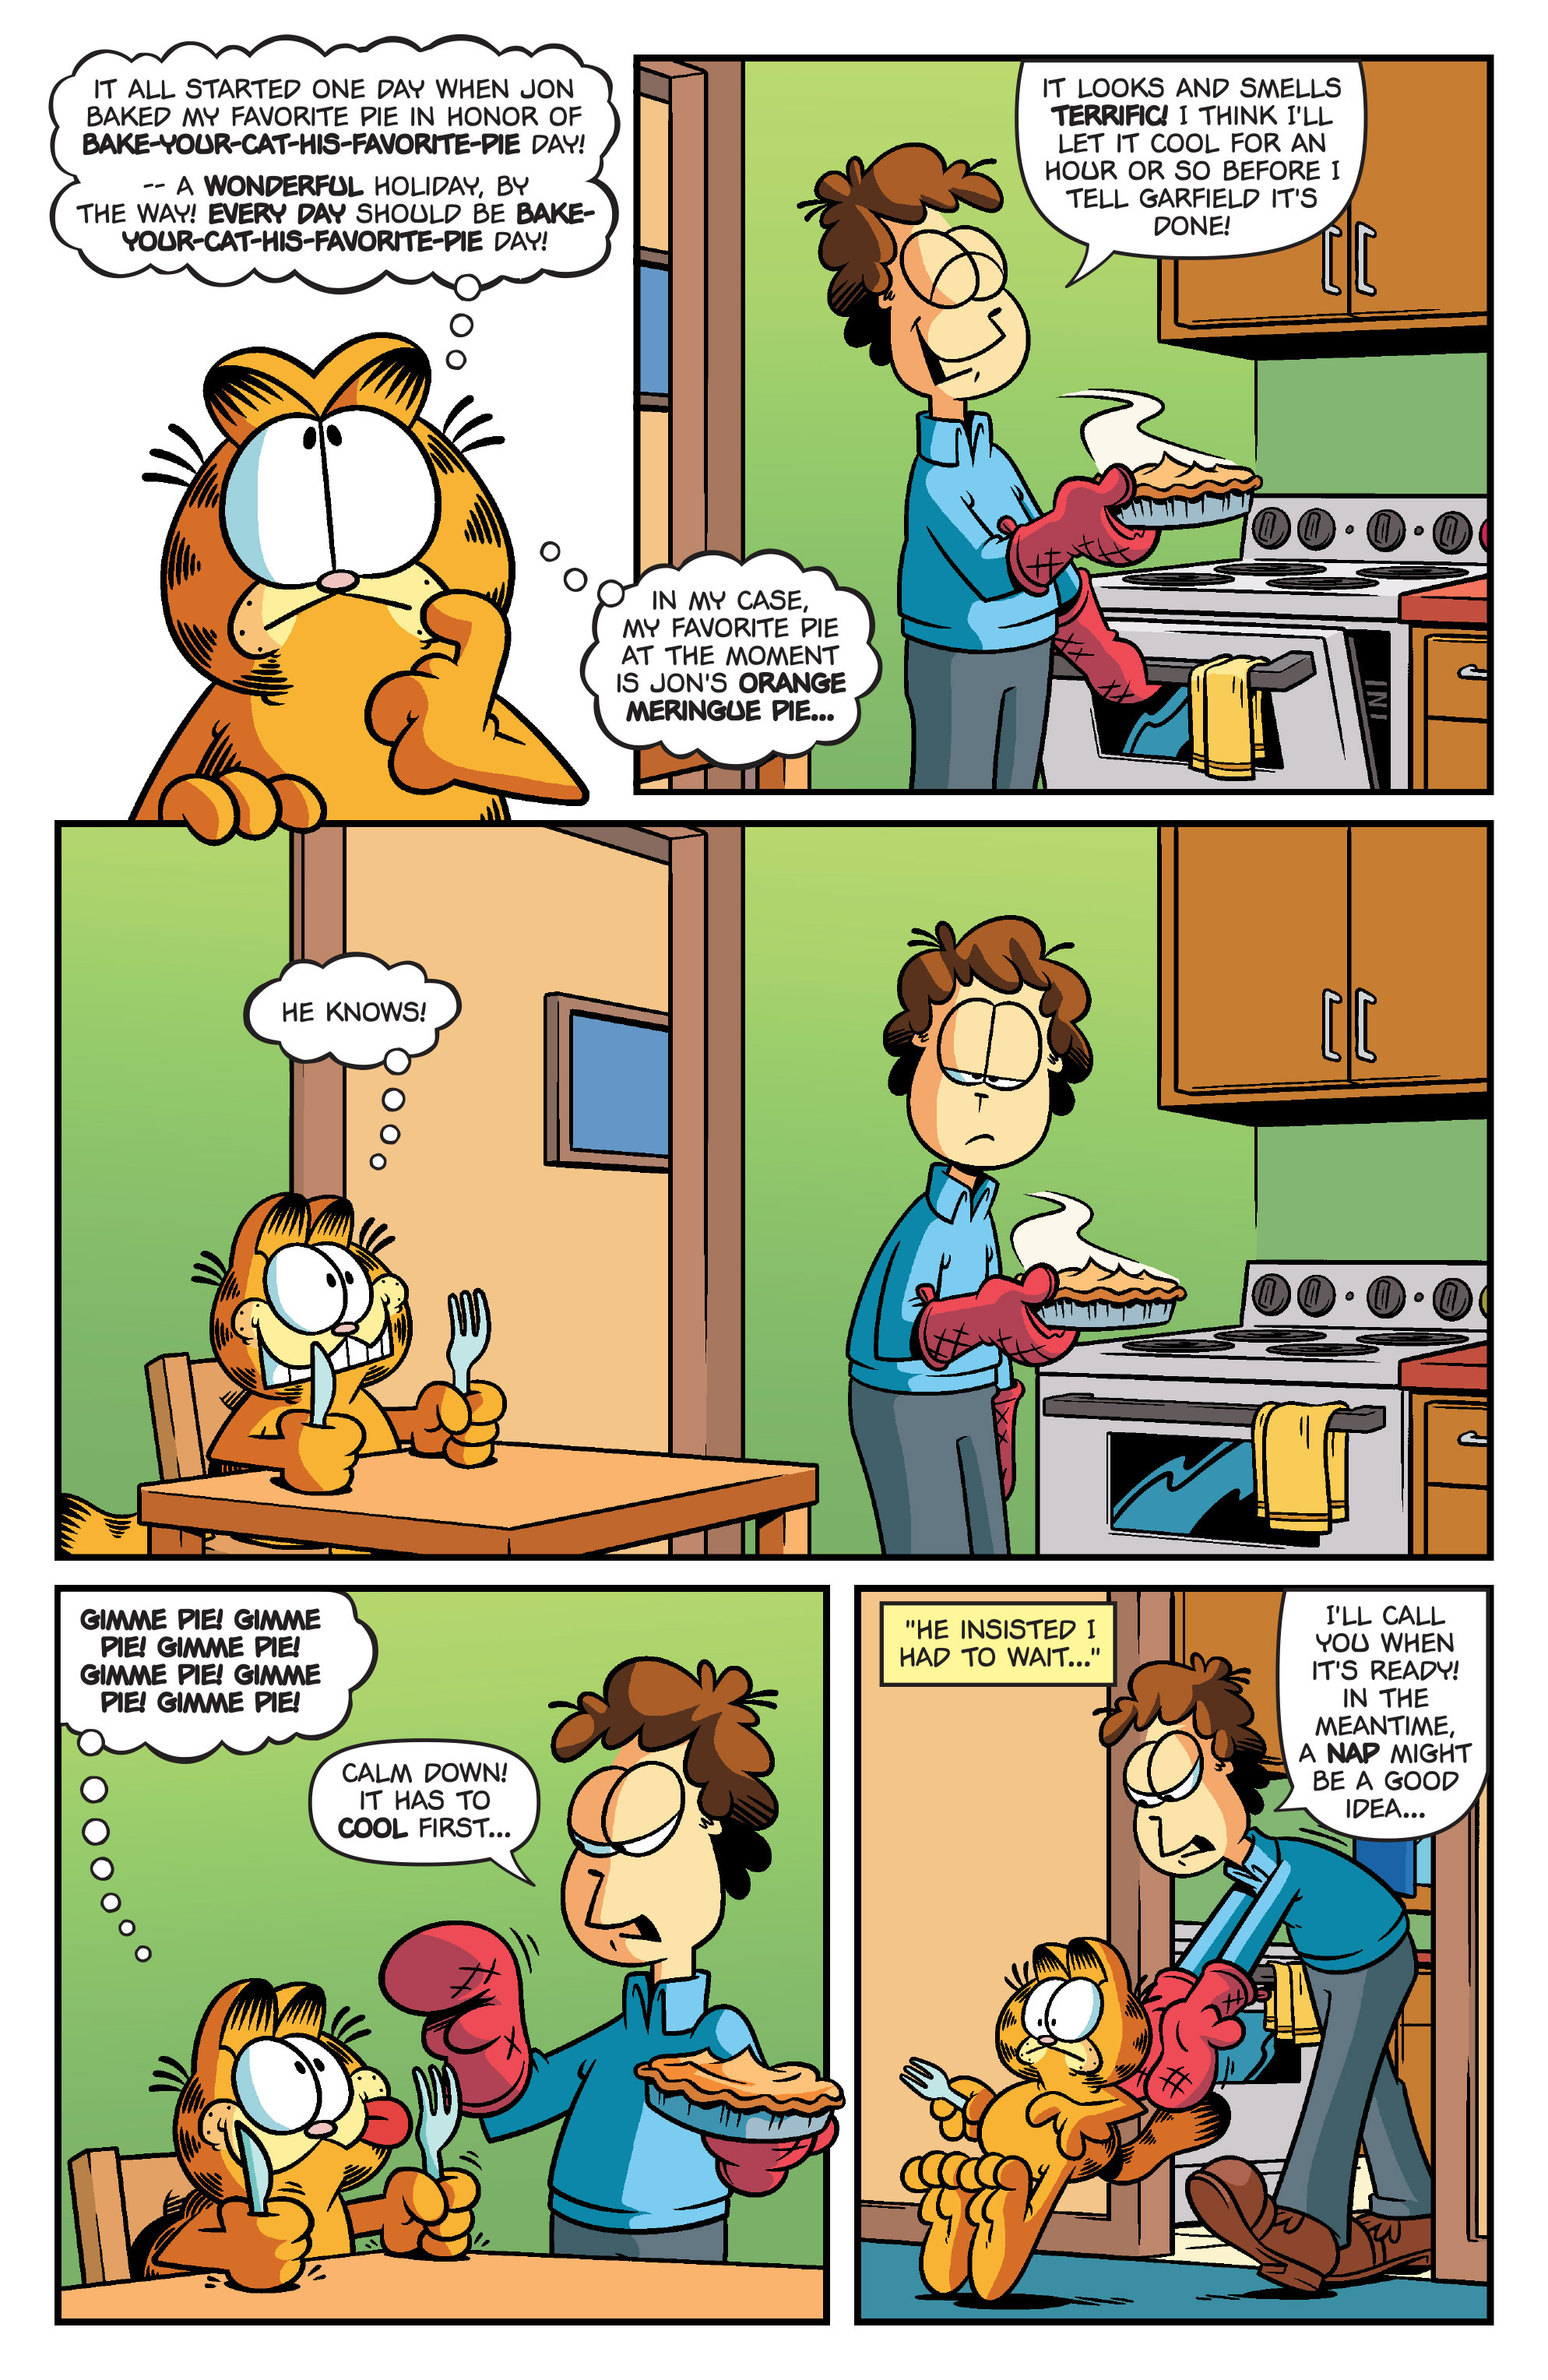 IT ALL STARTED ONE DAY WHEN JON
BAKED MY FAVORITE PIE IN HONOR OF
BAKE-YOUR-CAT-HIS-FAVORITE-PIE DAY!
-- A WONDERFUL HOLIDAY, BY
THE WAY! EVERY DAY SHOULD BE BAKE-
YOUR-CAT-HIS-FAVORITE-PIE DAY!
IN MY CASE,
MY FAVORITE PIE
AT THE MOMENT
IS JON'S ORANGE
MERINGUE PIE...
IT LOOKS AND SMELLS
TERRIFIC! I THINK I'LL
LET IT COOL FOR AN
HOUR OR SO BEFORE I
TELL GARFIELD IT'S
DONE!
HE KNOWS!
GIMME PIE! GIMME
PIE! GIMME PIE!
GIMME PIE! GIMME
PIE! GIMME PIE!
CALM DOWN!
IT HAS TO
COOL FIRST...
"HE INSISTED I
HAD TO WAIT..."
I'LL CALL
YOU WHEN
IT'S READY!
IN THE
MEANTIME,
A NAP MIGHT
BE A GOOD
IDEA...